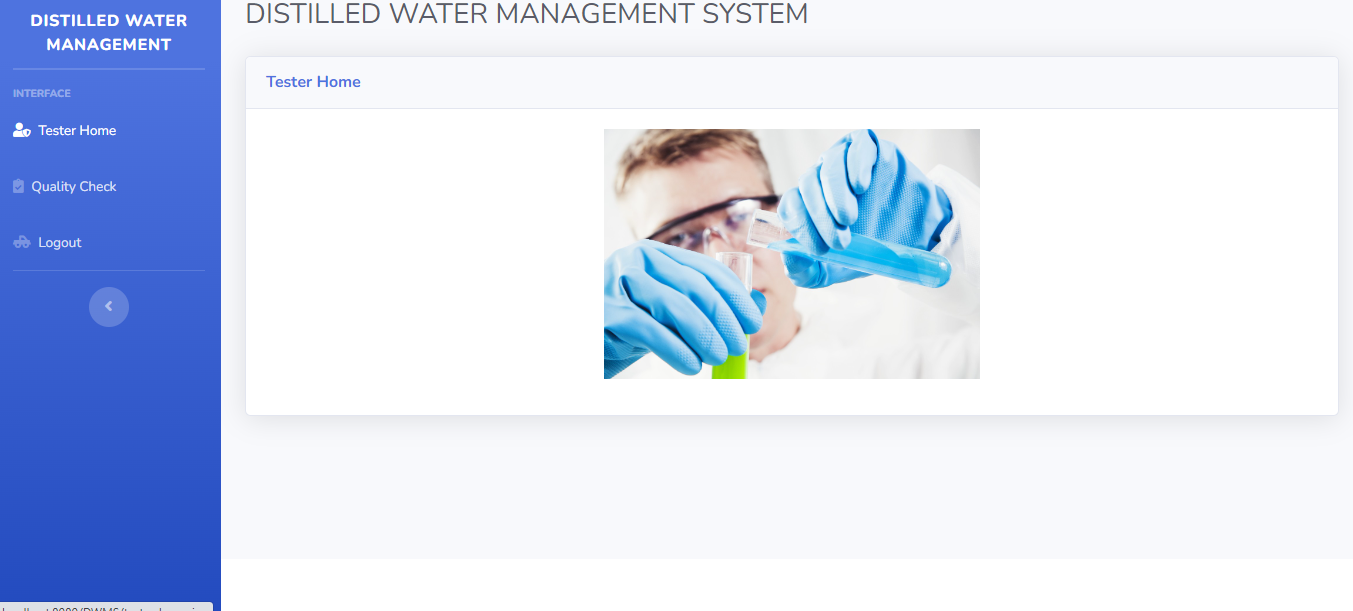 DISTILLED WATER
MANAGEMENT
DISTILLED WATER MANAGEMENT SYSTEM
INTERFACE
Tester Home
Quality Check
Logout
Tester Home